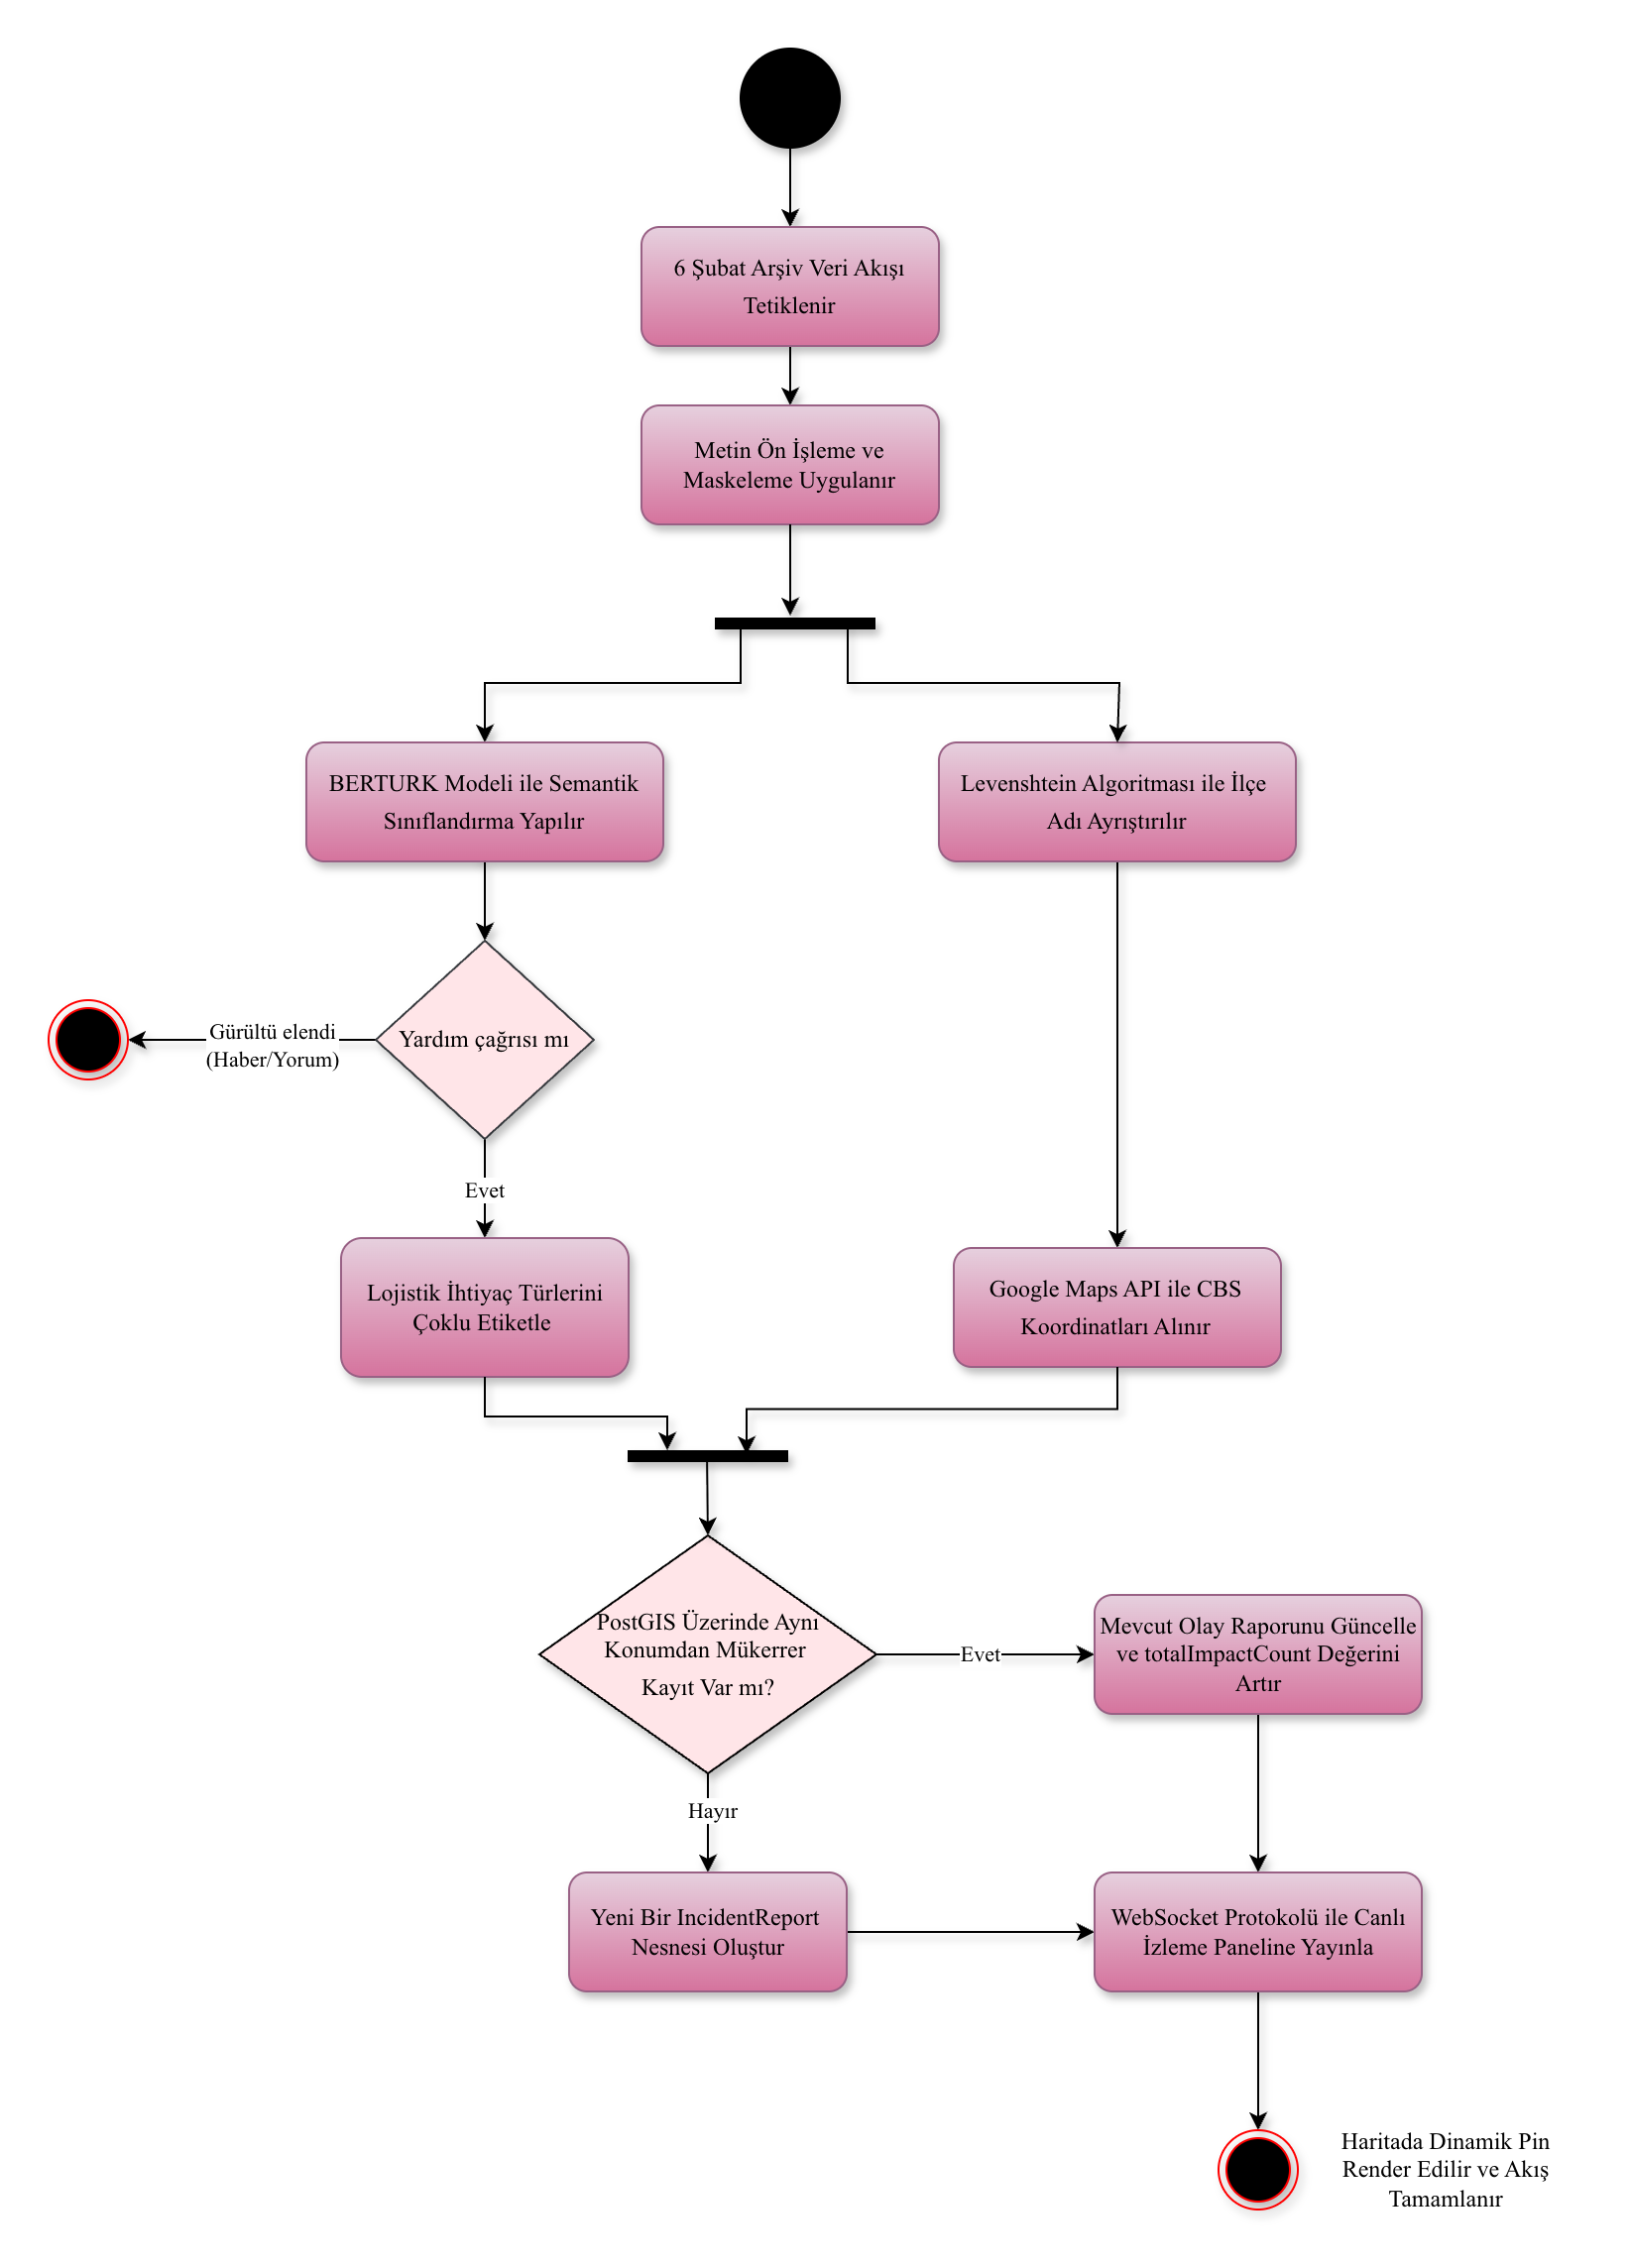 6 Şubat Arşiv Veri Akışı
Tetiklenir
Metin Ön İşleme ve
Maskeleme Uygulanır
BERTURK Modeli ile Semantik
Sınıflandırma Yapılır
Levenshtein Algoritması ile İlçe
Adı Ayrıştırılır
Yardım çağrısı mı
Gürültü elendi
(Haber/Yorum)
Evet
Lojistik İhtiyaç Türlerini
Çoklu Etiketle
Google Maps API ile CBS
Koordinatları Alınır
PostGIS Üzerinde Aynı
Konumdan Mükerrer
Kayıt Var mı?
Evet
Mevcut Olay Raporunu Güncelle
ve totalImpactCount Değerini
Artır
Hayır
Yeni Bir IncidentReport
Nesnesi Oluştur
WebSocket Protokolü ile Canlı
İzleme Paneline Yayınla
Haritada Dinamik Pin
Render Edilir ve Akış
Tamamlanır